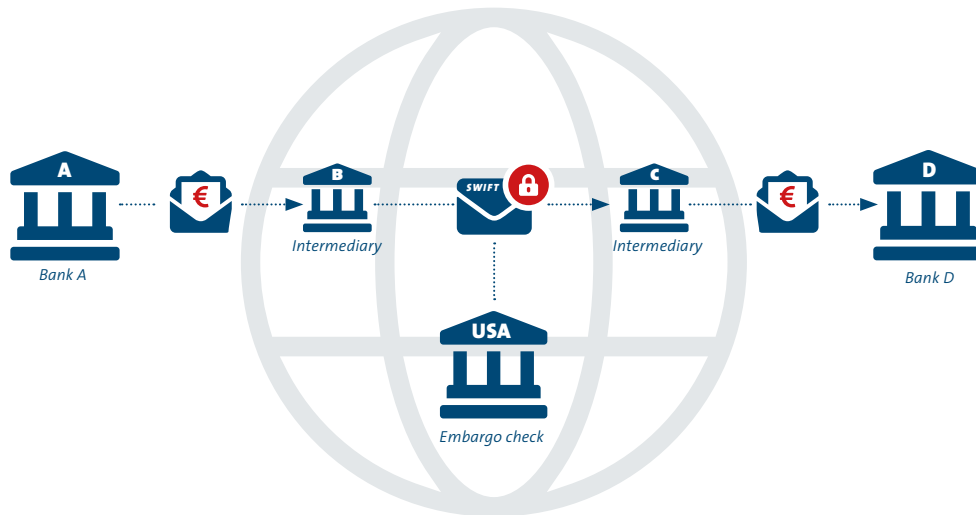 A
€
B
SWIFT
C
€
D
Intermediary
Intermediary
Bank A
Bank D
USA
Embargo check